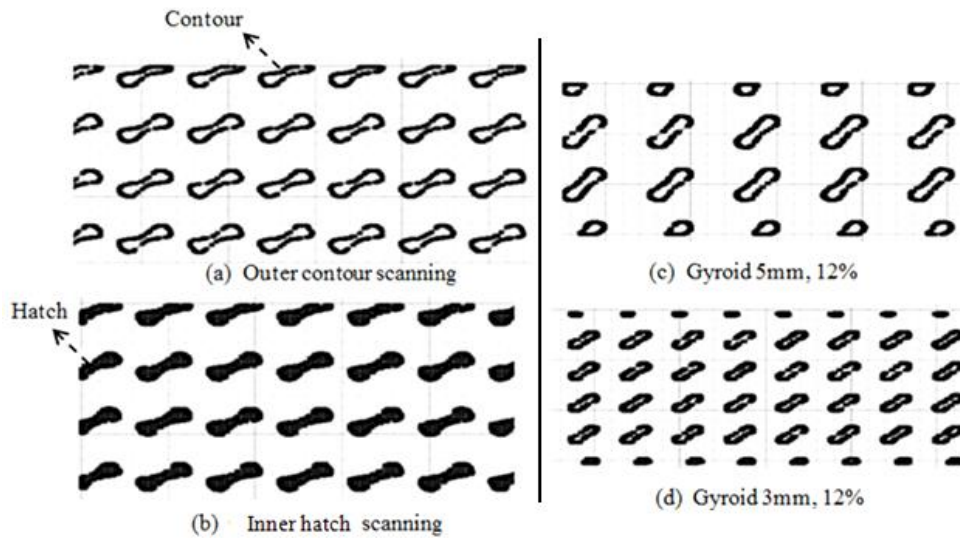 Contour
(a) Outer contour scanning
Hatch
(b) Inner hatch scanning
(c) Gyroid 5mm, 12%
(d) Gyroid 3mm, 12%